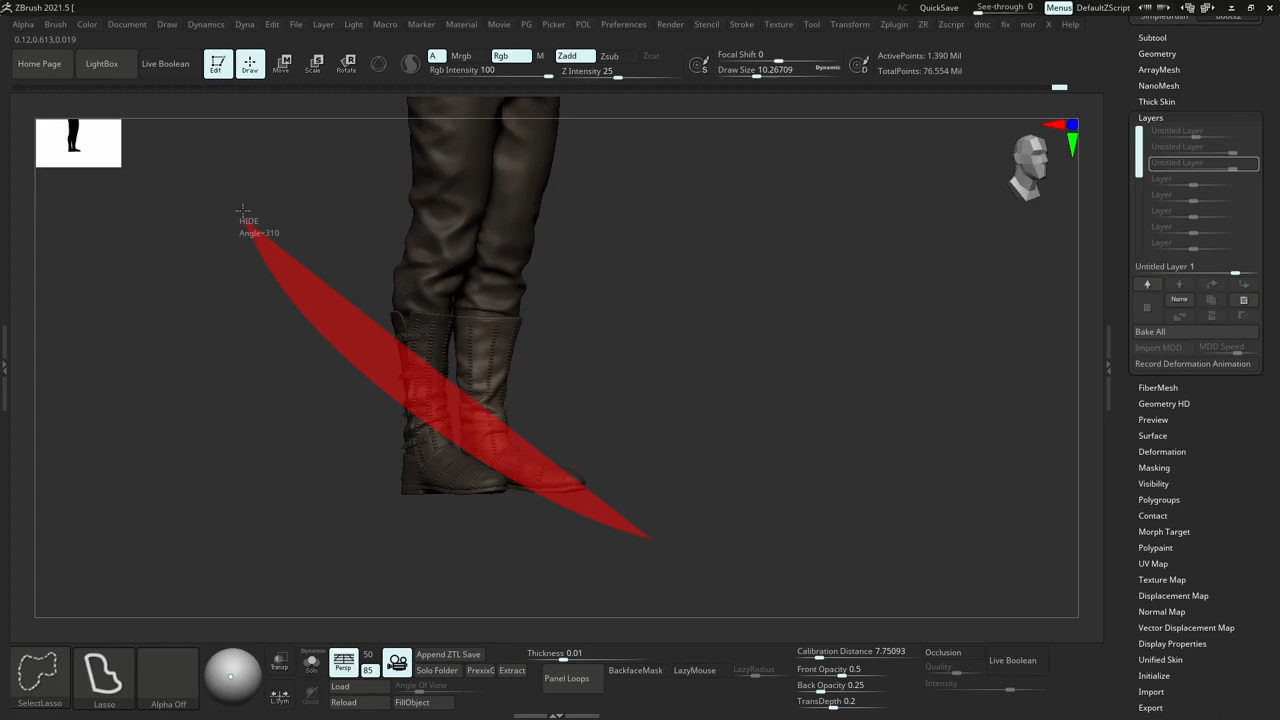 ZBrush 2021.5 [
AC QuickSave See-through 0 Menus DefaultZScript
Alpha Brush Color Document Draw Dynamics Edit File Layer Light Macro Marker Material Movie PG Picker POL Preferences Render Stencil Stroke Texture Tool Transform Zplugin ZR Zscript dmc fix mor X Help
0.12,0.613,0.019
Home Page LightBox Live Boolean Edit Draw Move Scale Rotate
A Mrgb Rgb M Zadd Zsub Zcut
Rgb Intensity 100 Z Intensity 25
S Focal Shift 0
Draw Size 10.26709 Dynamic D
ActivePoints: 1.390 Mil
TotalPoints: 76.554 Mil
HIDE
Angle=310
SimpleBrush Boots2
Subtool
Geometry
ArrayMesh
NanoMesh
Thick Skin
Layers
Untitled Layer
Untitled Layer
Untitled Layer
Layer
Layer
Layer
Layer
Layer
Untitled Layer 1
Name
Bake All
Import MDD MDD Speed
Record Deformation Animation
FiberMesh
Geometry HD
Preview
Surface
Deformation
Masking
Visibility
Polygroups
Contact
Morph Target
Polypaint
UV Map
Texture Map
Displacement Map
Normal Map
Vector Displacement Map
Display Properties
Unified Skin
Initialize
Import
Export
SelectLasso Lasso Alpha Off
Transp Solo Persp 50 85 Append ZTL Save
Solo Folder PrevixC Extract
L.Sym Ghost Load Angle Of View
Reload FillObject
Thickness 0.01
Panel Loops BackfaceMask LazyMouse LazyRadius
Calibration Distance 7.75093
Front Opacity 0.5
Back Opacity 0.25
TransDepth 0.2
Occlusion
Quality
Intensity
Live Boolean